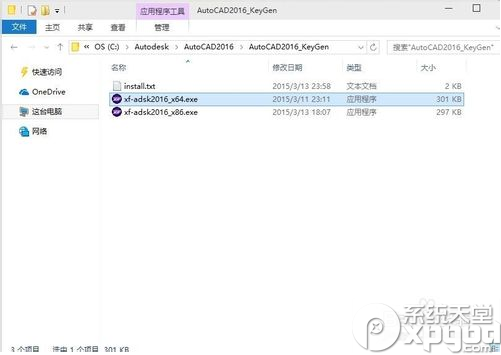 应用程序工具 AutoCAD2016_KeyGen
文件 主页 共享 查看 管理
OS (C:) Autodesk AutoCAD2016 AutoCAD2016_KeyGen 搜索"AutoCAD2016_KeyGen"
名称 修改日期 类型 大小
快速访问
OneDrive
这台电脑
网络
install.txt 2015/3/13 23:58 文本文档 2 KB
xf-adsk2016_x64.exe 2015/3/11 23:11 应用程序 301 KB
xf-adsk2016_x86.exe 2015/3/13 18:07 应用程序 297 KB
系统天堂
xpgod.com
3 个项目 选中 1 个项目 301 KB